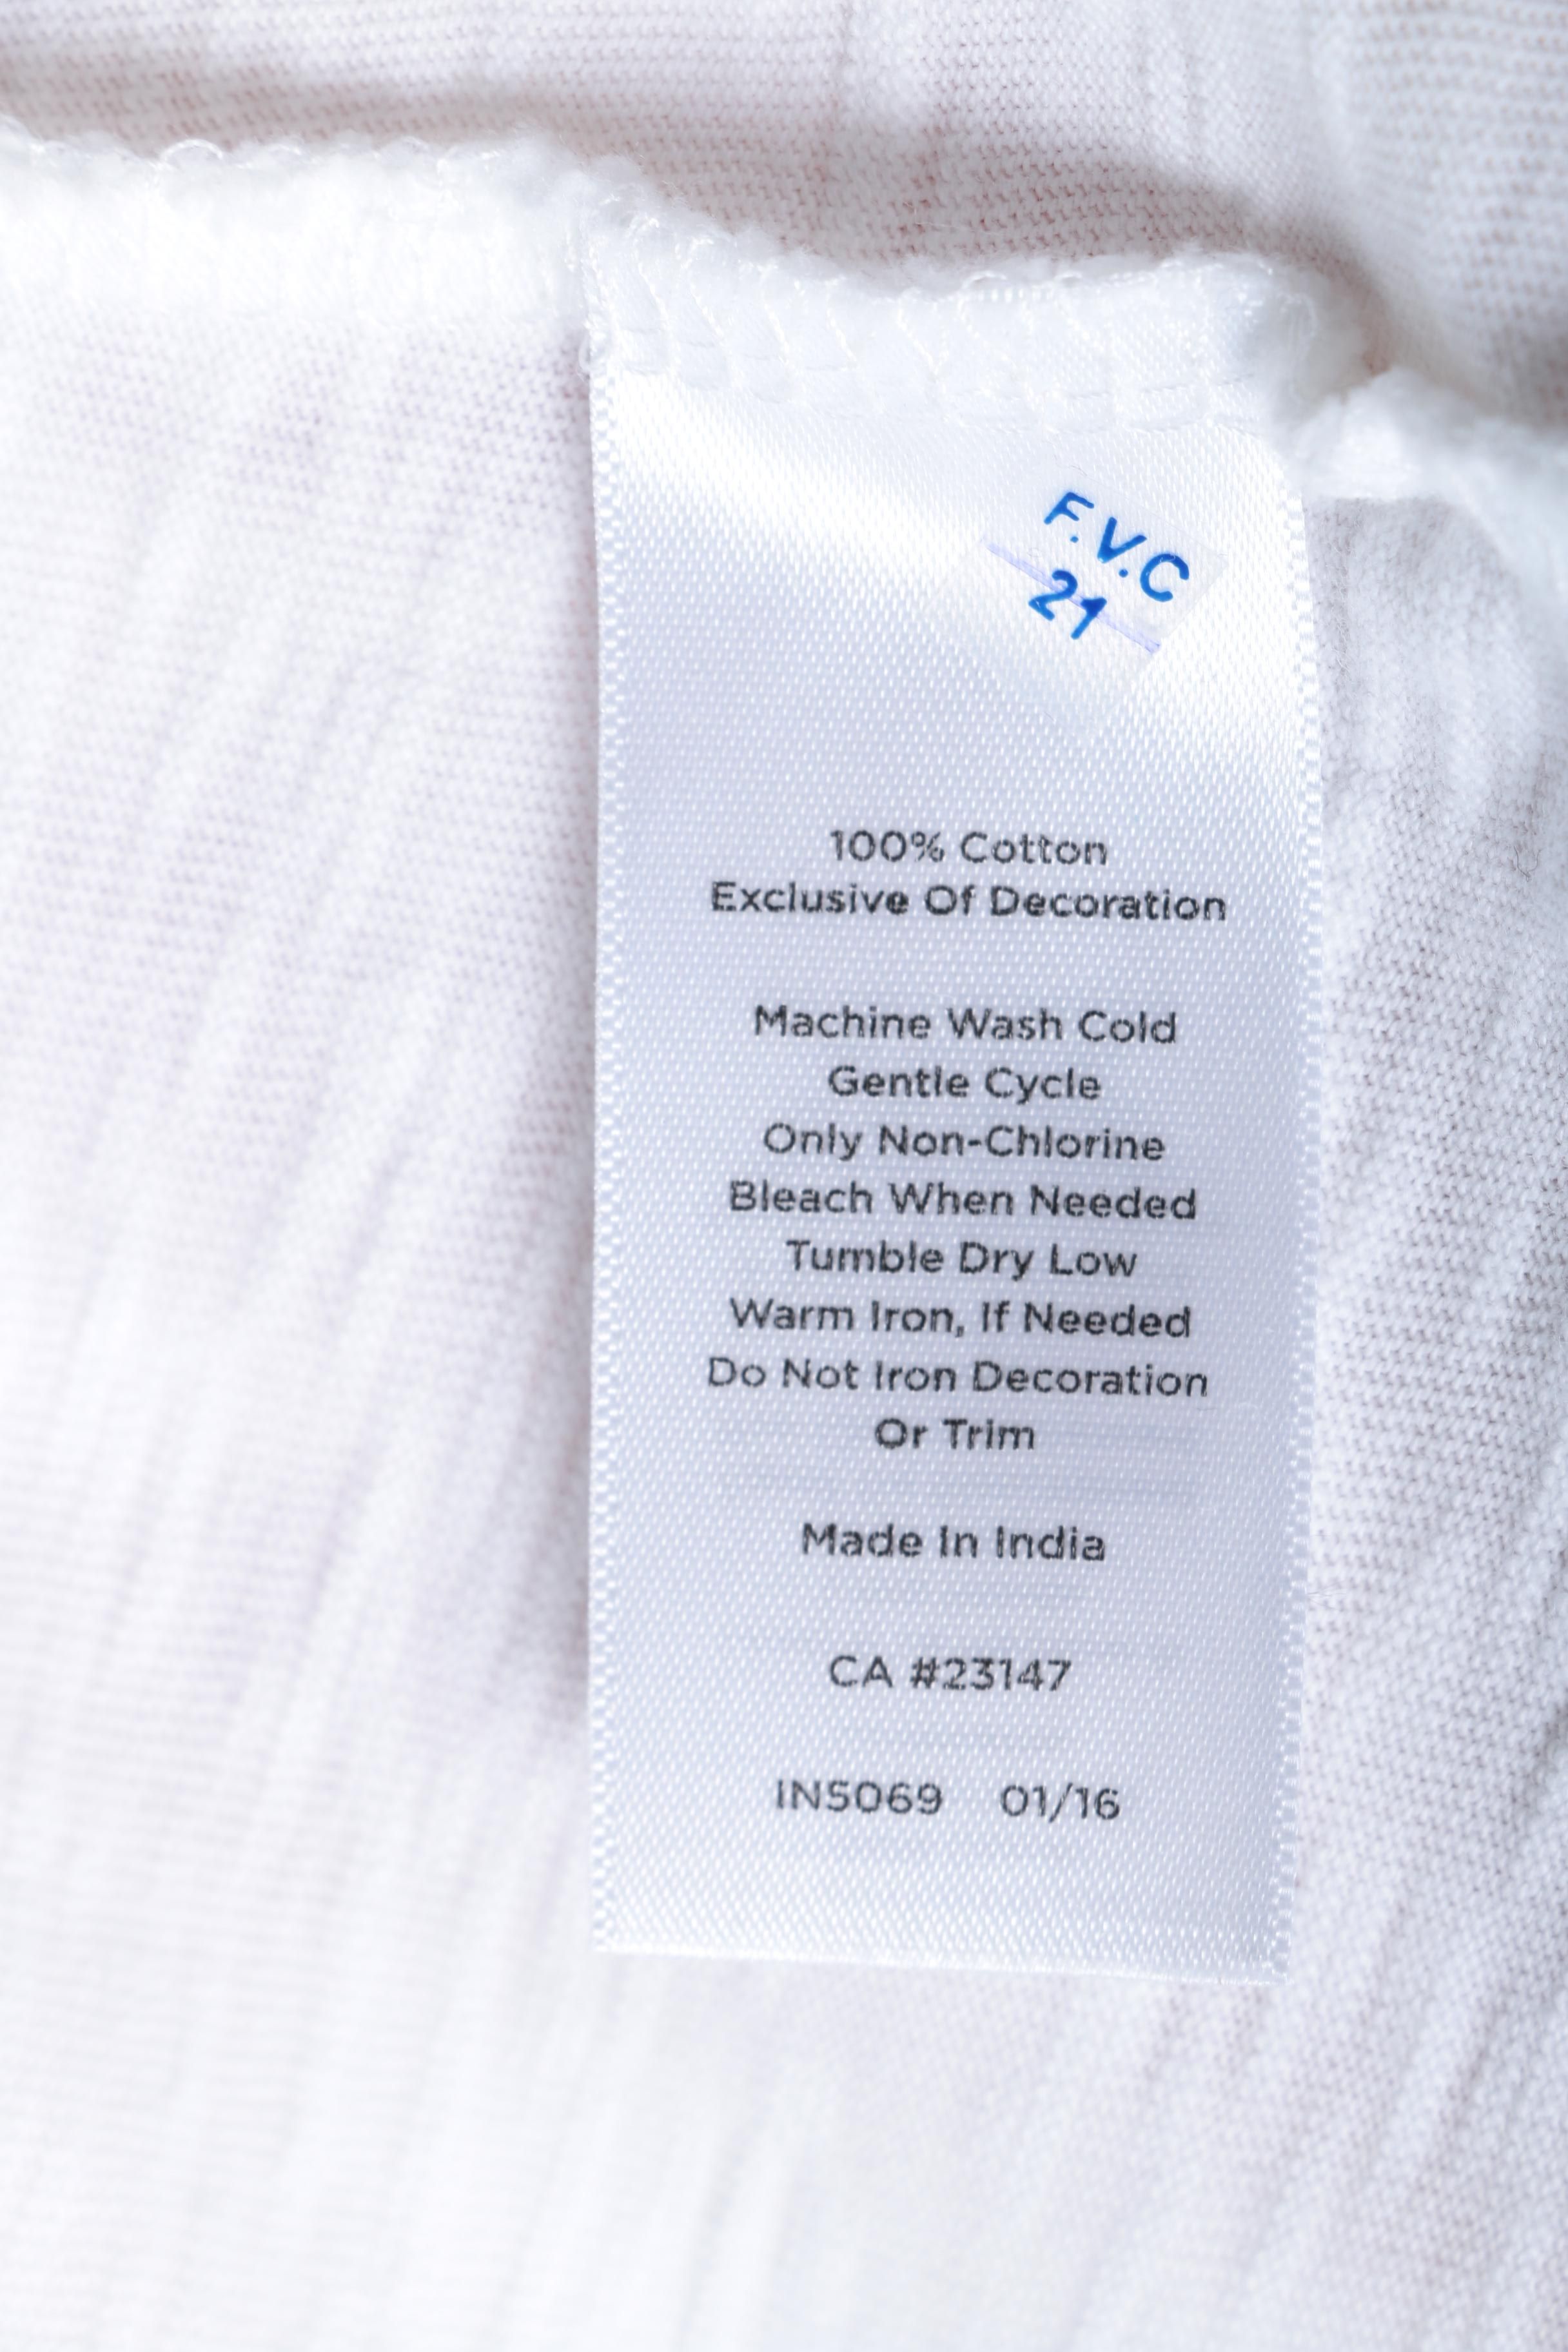 F.V.C
21
100% Cotton
Exclusive Of Decoration
Machine Wash Cold
Gentle Cycle
Only Non-Chlorine
Bleach When Needed
Tumble Dry Low
Warm Iron, If Needed
Do Not Iron Decoration
Or Trim
Made In India
CA #23147
IN5069 01/16